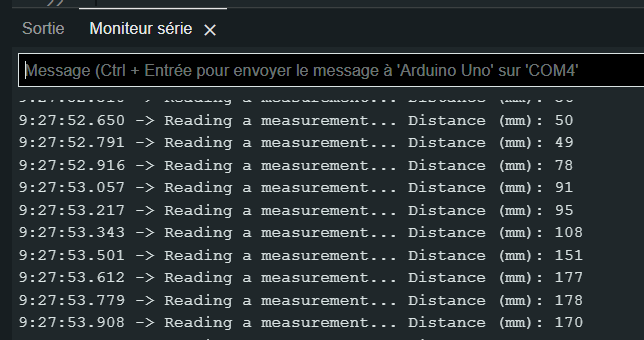 Sortie Moniteur série ×
Message (Ctrl + Entrée pour envoyer le message à 'Arduino Uno' sur 'COM4'
9:27:52.650 -> Reading a measurement... Distance (mm): 50
9:27:52.791 -> Reading a measurement... Distance (mm): 49
9:27:52.916 -> Reading a measurement... Distance (mm): 78
9:27:53.057 -> Reading a measurement... Distance (mm): 91
9:27:53.217 -> Reading a measurement... Distance (mm): 95
9:27:53.343 -> Reading a measurement... Distance (mm): 108
9:27:53.501 -> Reading a measurement... Distance (mm): 151
9:27:53.612 -> Reading a measurement... Distance (mm): 177
9:27:53.779 -> Reading a measurement... Distance (mm): 178
9:27:53.908 -> Reading a measurement... Distance (mm): 170